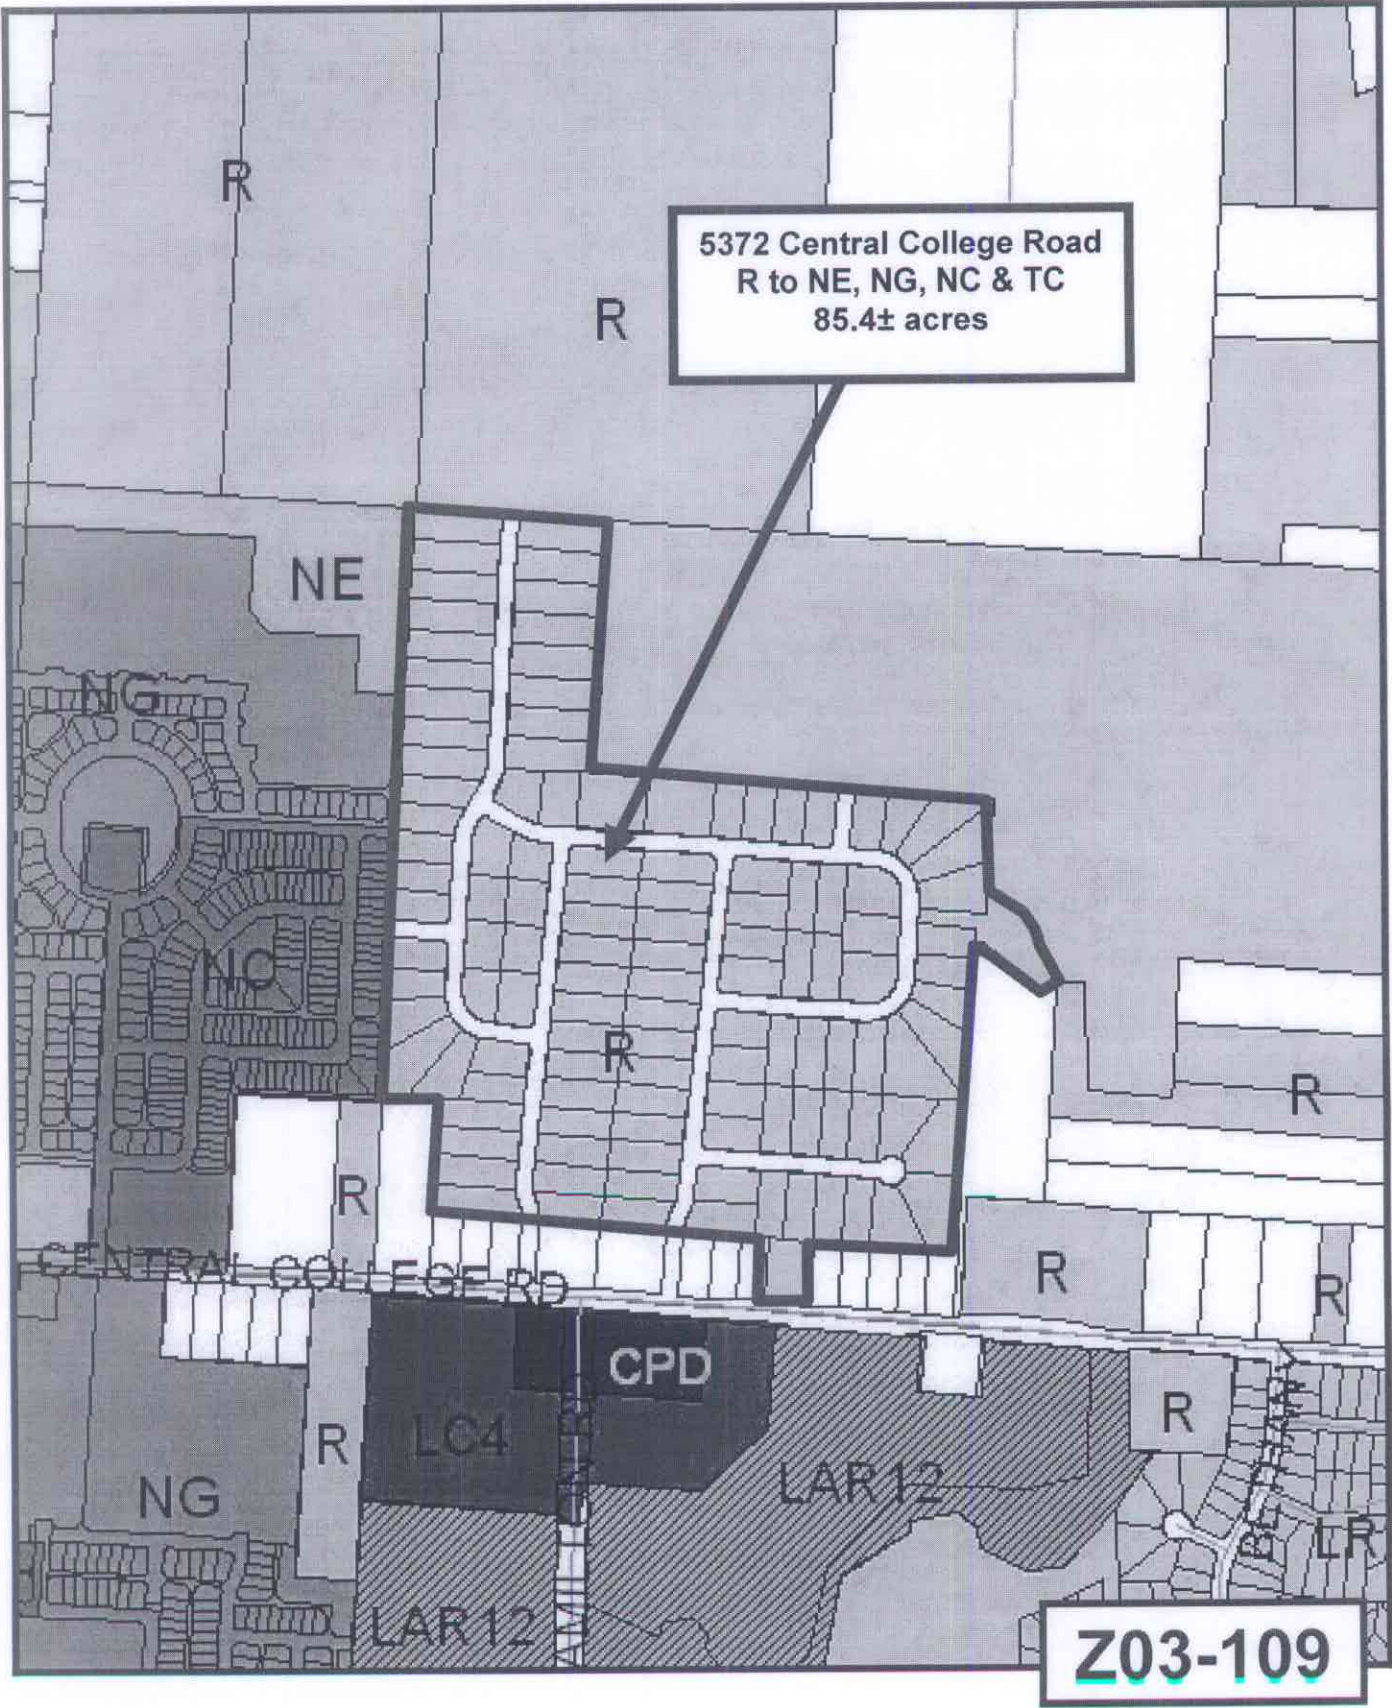 R
5372 Central College Road
R to NE, NG, NC & TC
85.4± acres
R
NE
NG
NC
R
R
R
R
CENTRAL COLLEGE RD
R
CPD
R
LC4
R
LAR12
NG
LR
LAR12
Z03-109